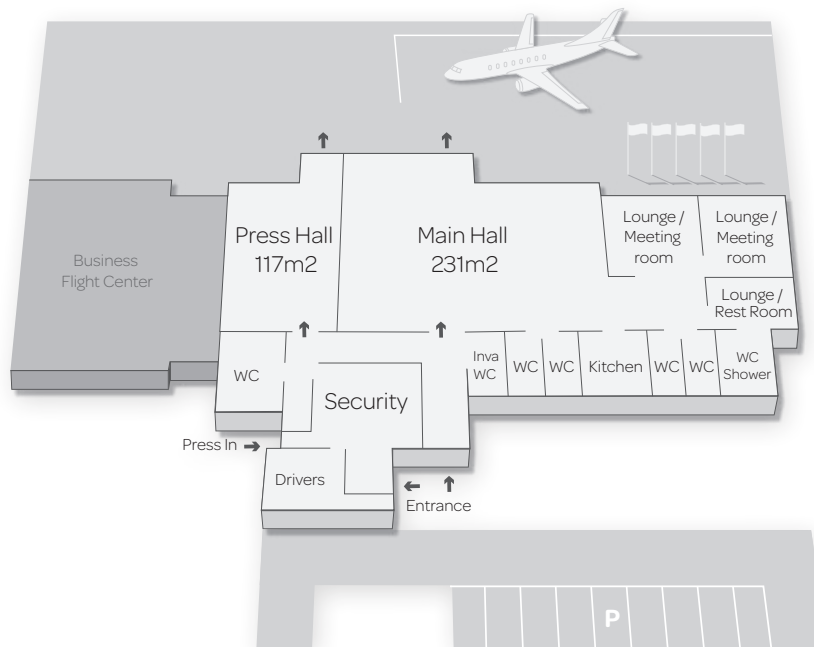 Business
Flight Center
Press Hall
117m2
Main Hall
231m2
Lounge /
Meeting
room
Lounge /
Meeting
room
Lounge /
Rest Room
WC
Security
Inva
WC
WC
WC
Kitchen
WC
WC
WC
Shower
Press In
Drivers
Entrance
P